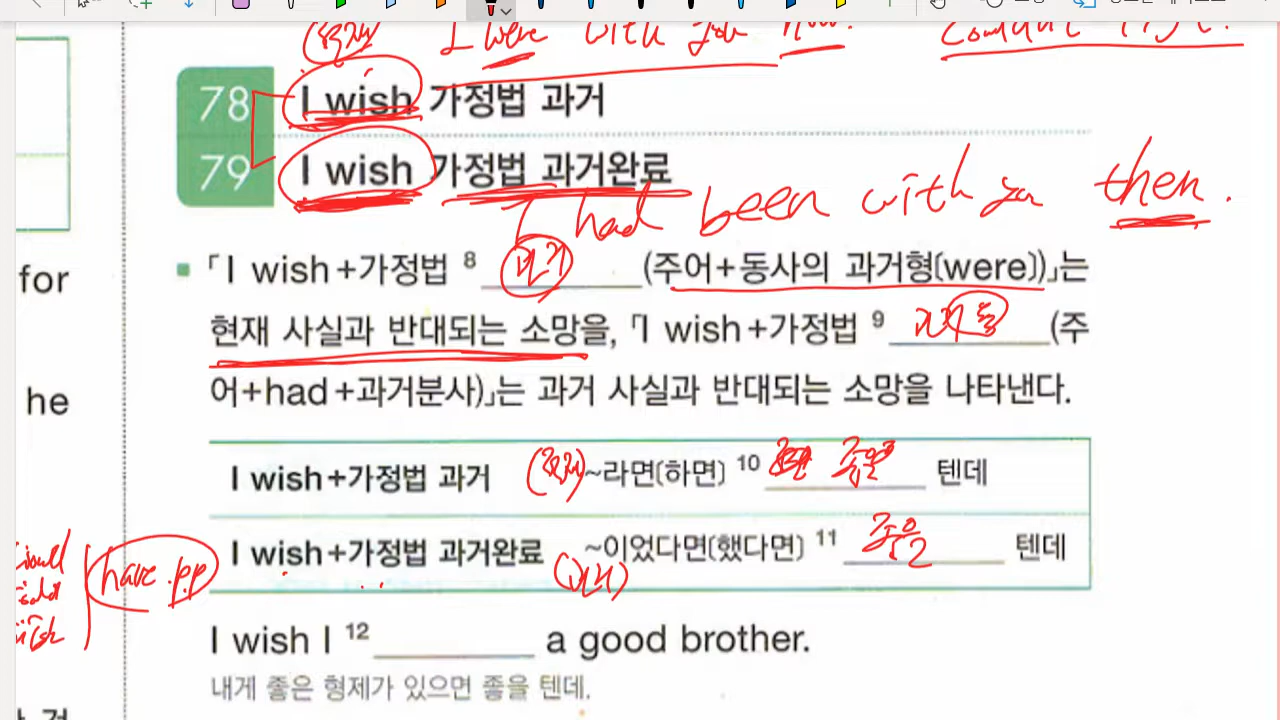 I were with you now.
78 I wish 가정법 과거
79 I wish 가정법 과거완료
I had been with you then.
「I wish+가정법 8 과거 (주어+동사의 과거형(were))」는
for
현재 사실과 반대되는 소망을, 「I wish+가정법 9 (주
he
어+had+과거분사)」는 과거 사실과 반대되는 소망을 나타낸다.
I wish+가정법 과거 (현재) ~라면(하면) 10 좋을 텐데
I wish+가정법 과거완료 (과거) ~이었다면(했다면) 11 좋을 텐데
have p.p
I wish I 12 a good brother.
내게 좋은 형제가 있으면 좋을 텐데.